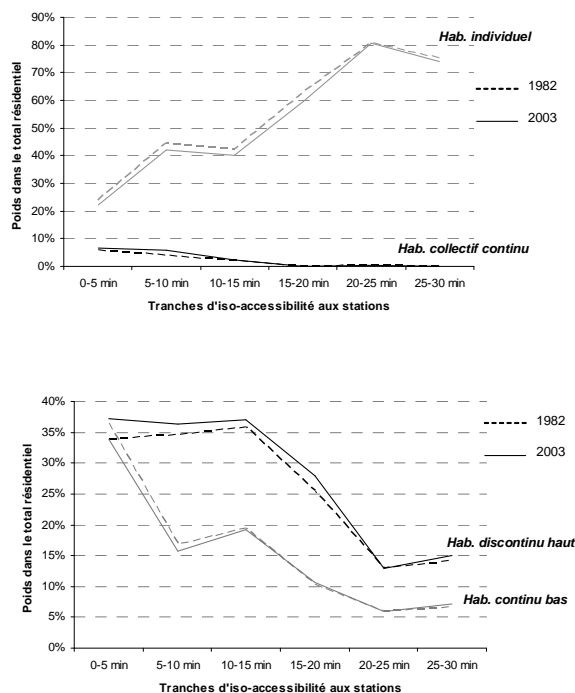 90%
80%
70%
60%
50%
40%
30%
20%
10%
0%
Poids dans le total résidentiel
Hab. individuel
1982
2003
Hab. collectif continu
0-5 min 5-10 min 10-15 min 15-20 min 20-25 min 25-30 min
Tranches d'iso-accessibilité aux stations
40%
35%
30%
25%
20%
15%
10%
5%
0%
Poids dans le total résidentiel
1982
2003
Hab. discontinu haut
Hab. continu bas
0-5 min 5-10 min 10-15 min 15-20 min 20-25 min 25-30 min
Tranches d'iso-accessibilité aux stations